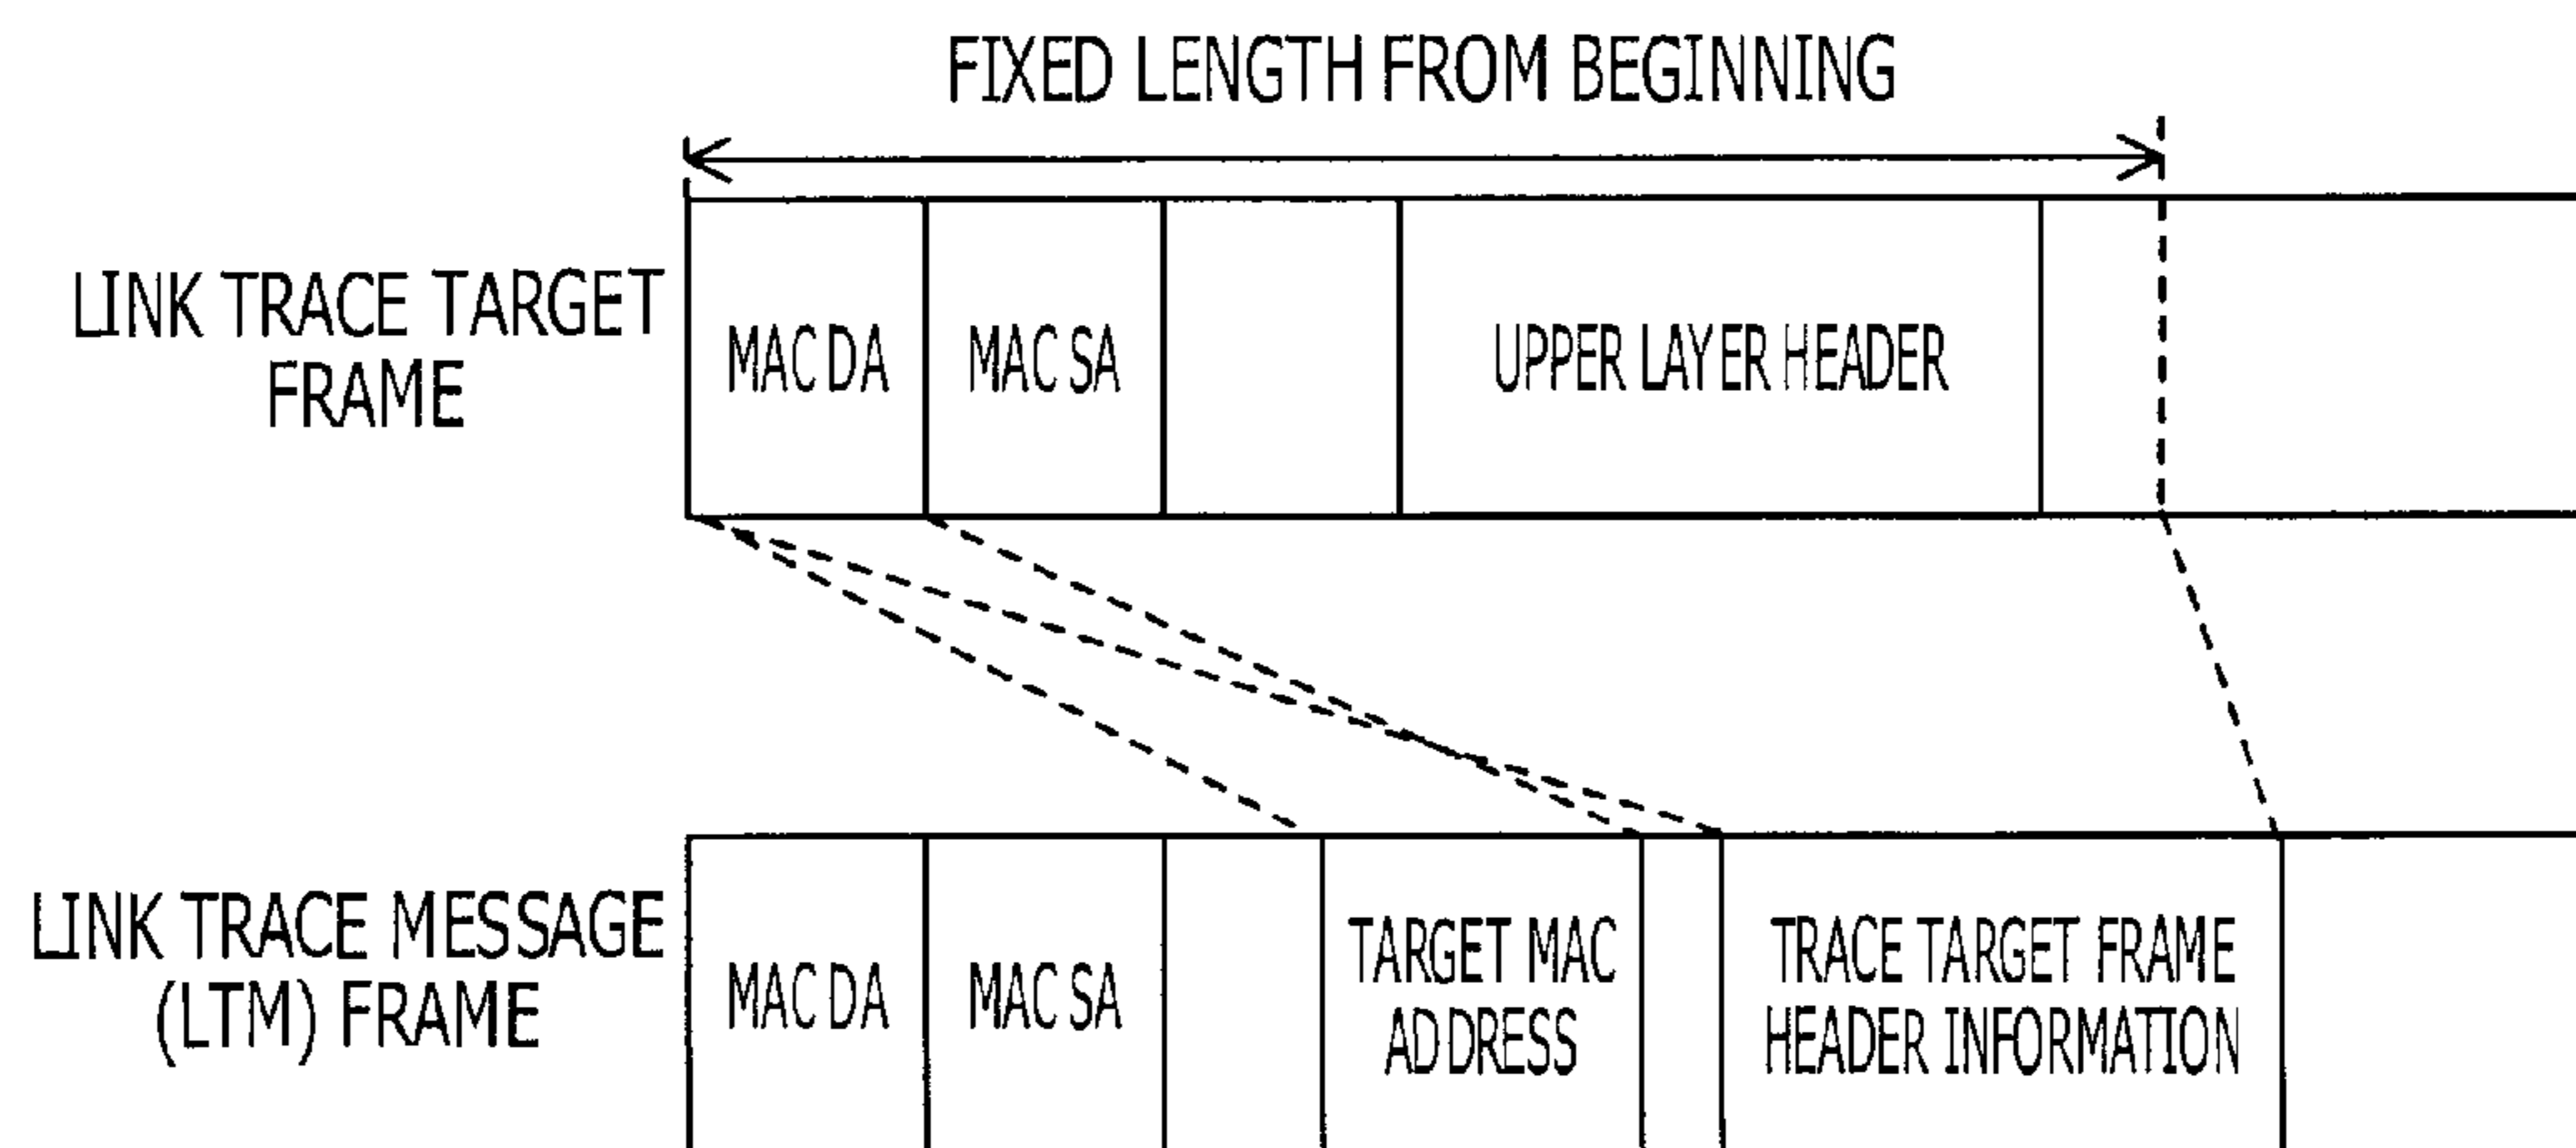 FIXED LENGTH FROM BEGINNING
LINK TRACE TARGET
FRAME
MAC DA
MAC SA
UPPER LAYER HEADER
LINK TRACE MESSAGE
(LTM) FRAME
MAC DA
MAC SA
TARGET MAC
ADDRESS
TRACE TARGET FRAME
HEADER INFORMATION